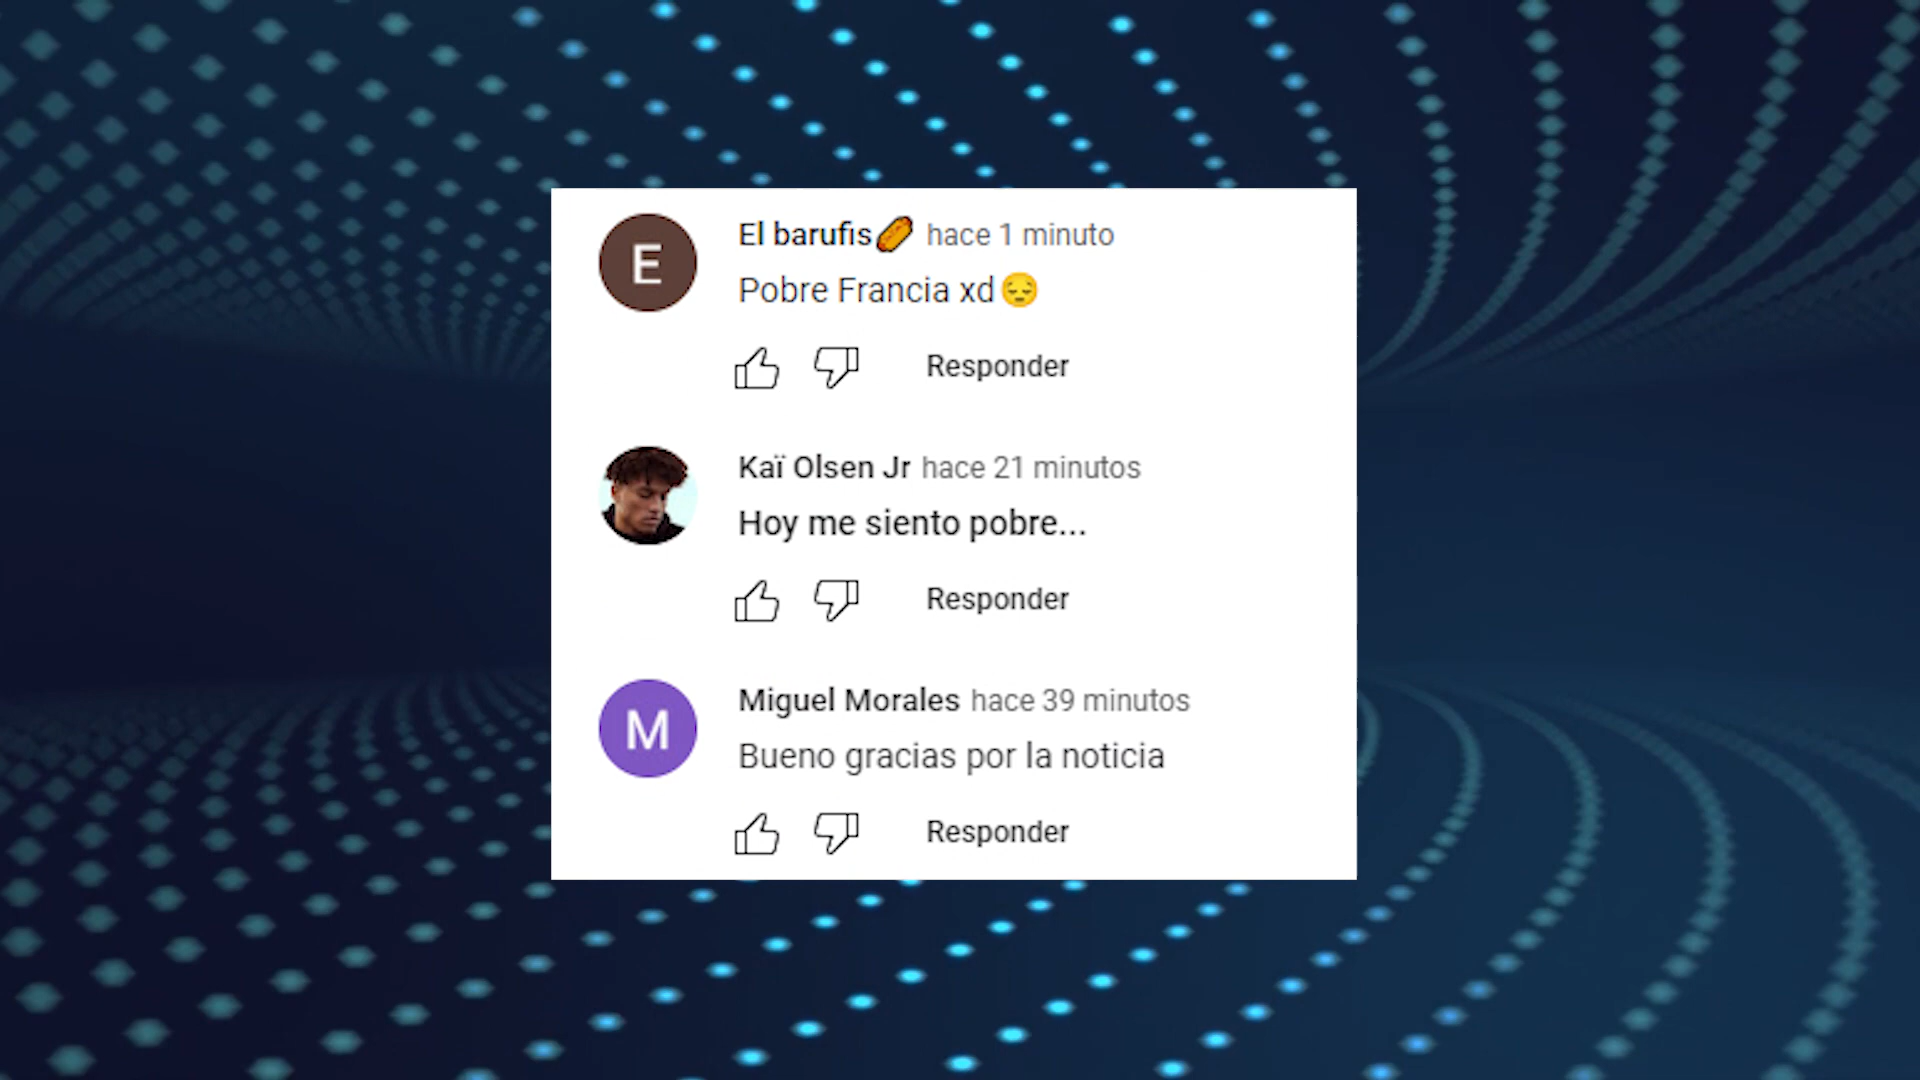 E
El barufis🌭 hace 1 minuto
Pobre Francia xd😔
Responder
Kaï Olsen Jr hace 21 minutos
Hoy me siento pobre...
Responder
M
Miguel Morales hace 39 minutos
Bueno gracias por la noticia
Responder